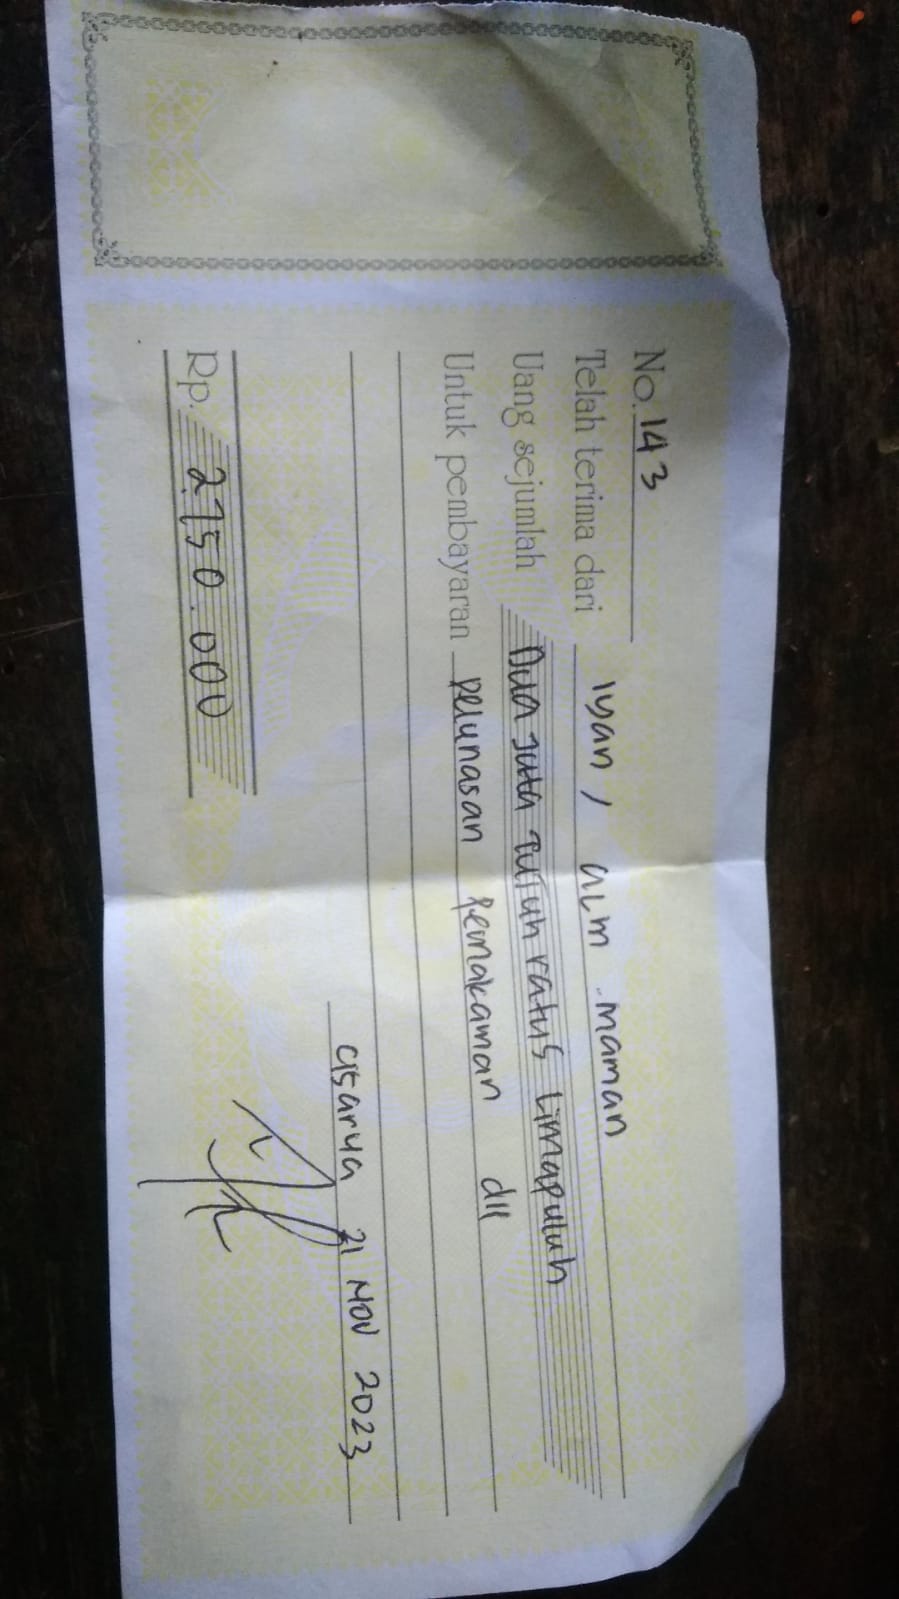 No. 143
Telah terima dari Iyan / alm maman
Uang sejumlah Dua Juta Tujuh ratus Limapuluh
Untuk pembayaran pelunasan Pemakaman dll
Cisarua 21 NOV 2023
Rp. 2.750.000